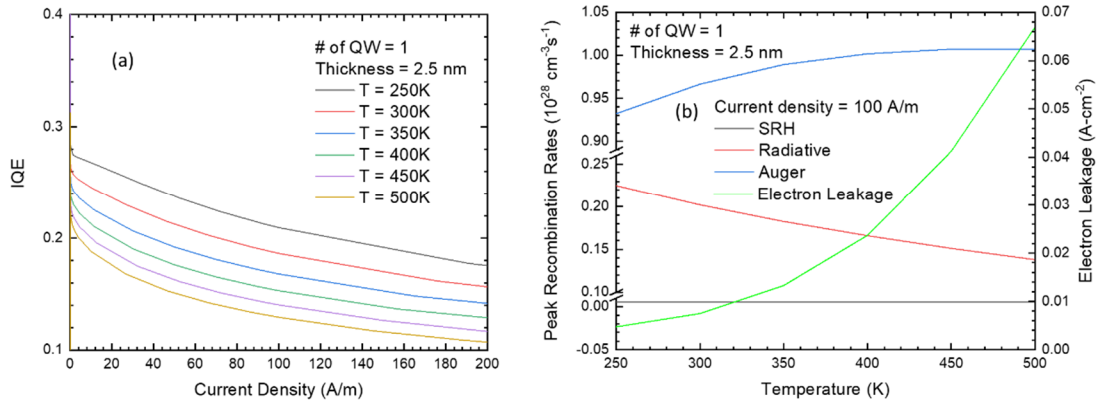 (a)
# of QW = 1
Thickness = 2.5 nm
T = 250K
T = 300K
T = 350K
T = 400K
T = 450K
T = 500K
IQE
0.4
0.3
0.2
0.1
0 20 40 60 80 100 120 140 160 180 200
Current Density (A/m)
# of QW = 1
Thickness = 2.5 nm
(b)
Current density = 100 A/m
SRH
Radiative
Auger
Electron Leakage
Peak Recombination Rates (10²⁸ cm⁻³s⁻¹)
1.05
1.00
0.95
0.90
0.25
0.20
0.15
0.10
0.00
-0.05
250 300 350 400 450 500
Temperature (K)
0.07
0.06
0.05
0.04
0.03
0.02
0.01
0.00
Electron Leakage (A-cm⁻²)